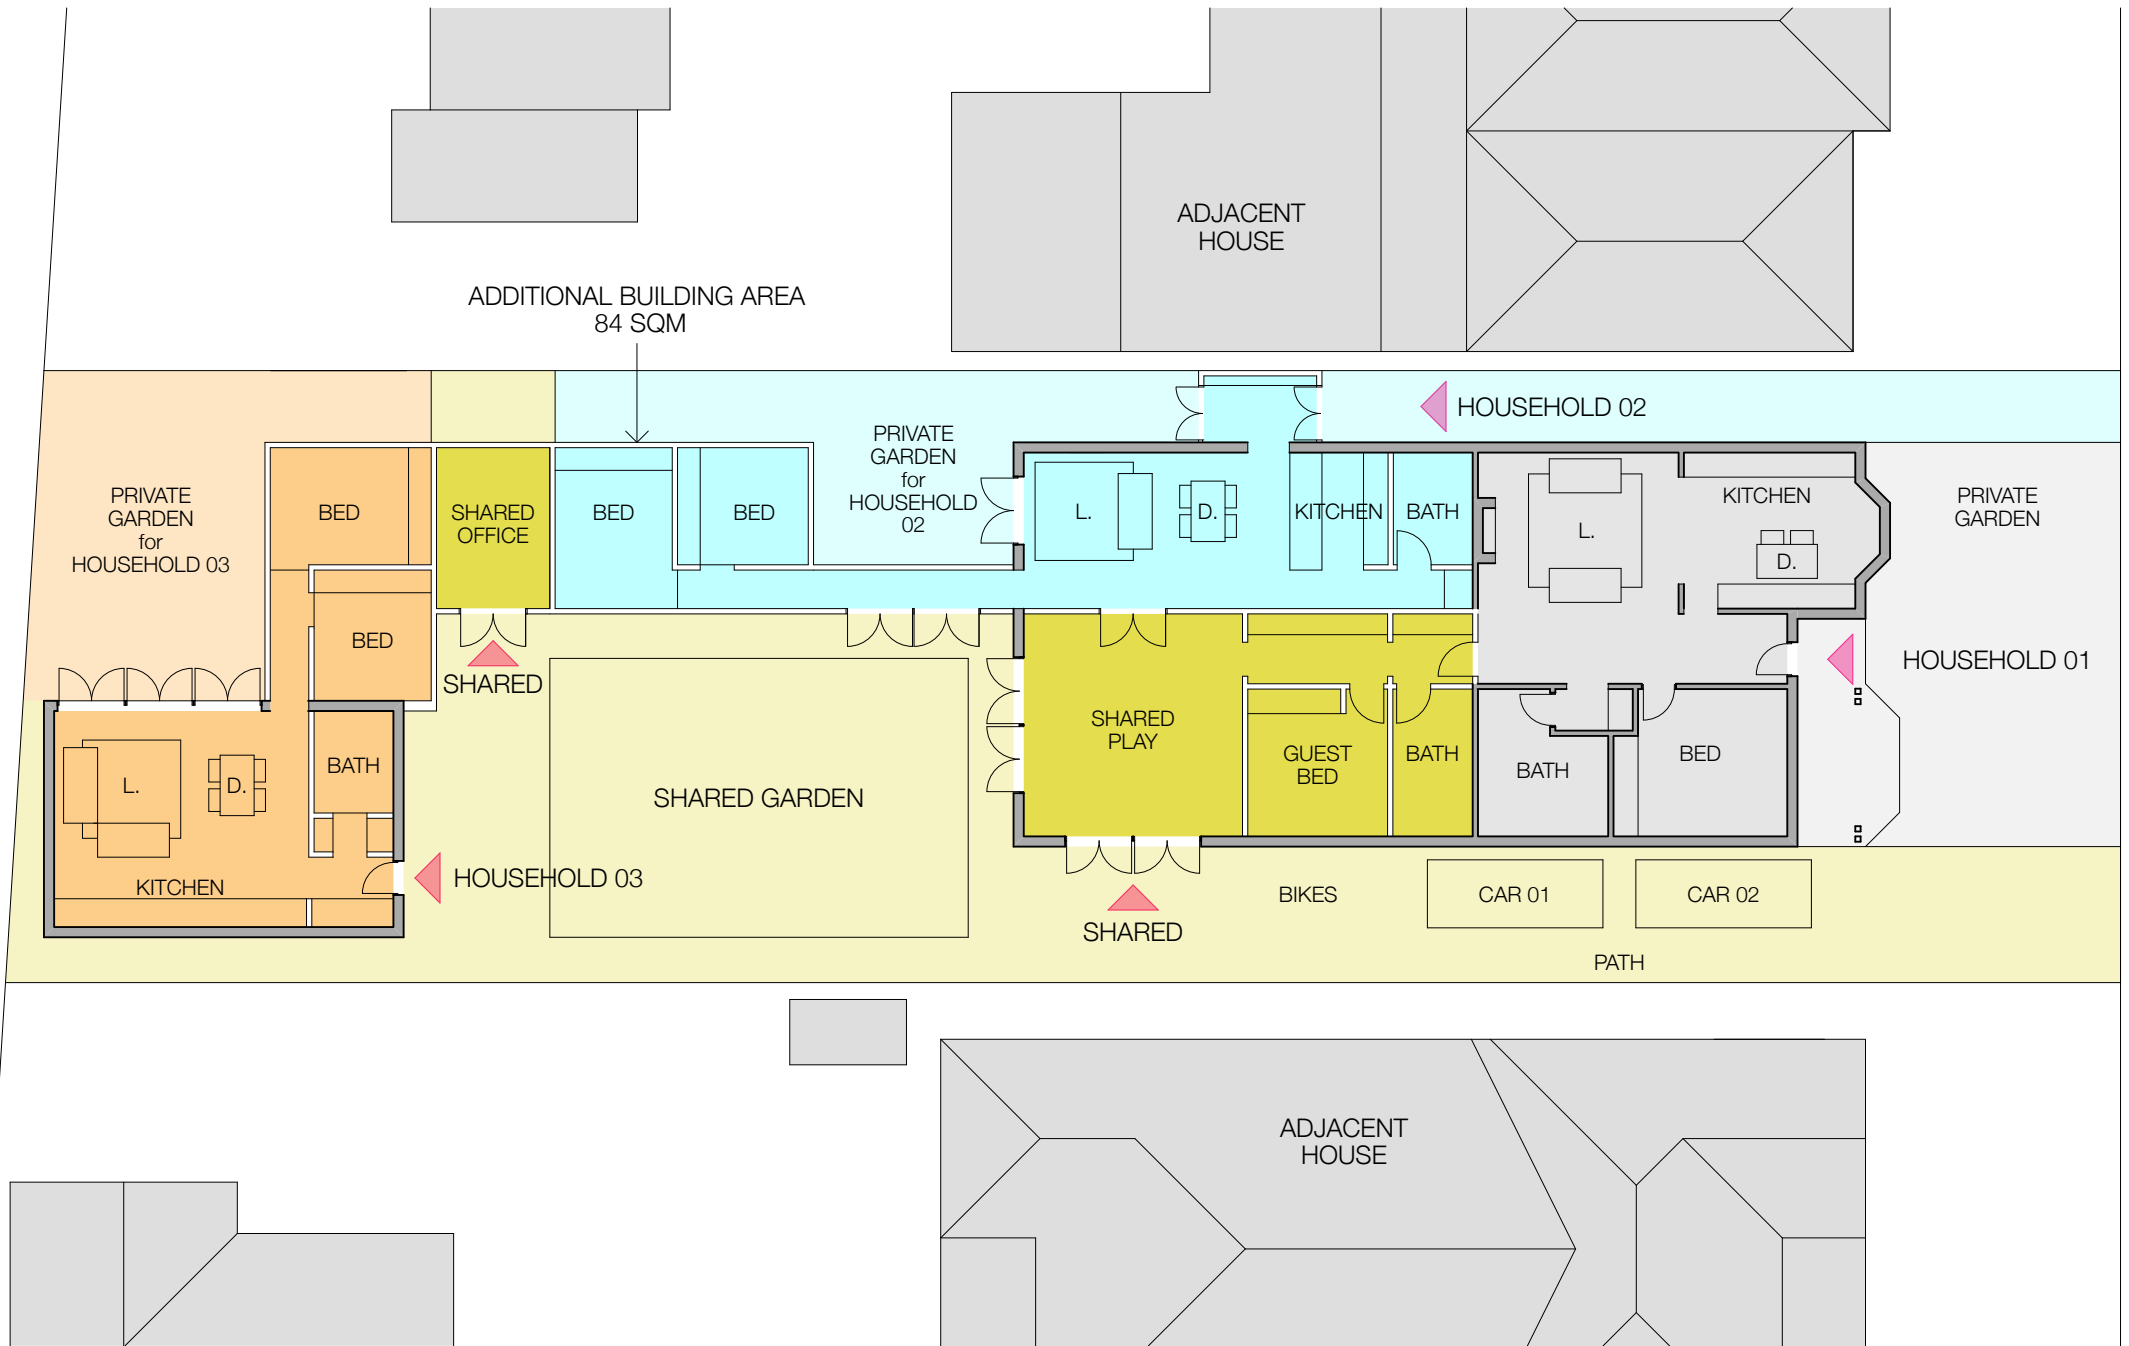 ADJACENT
HOUSE
ADDITIONAL BUILDING AREA
84 SQM
HOUSEHOLD 02
PRIVATE
GARDEN
for
HOUSEHOLD
02
PRIVATE
GARDEN
for
HOUSEHOLD 03
BED
SHARED
OFFICE
BED
BED
L.
D.
KITCHEN
BATH
L.
KITCHEN
D.
PRIVATE
GARDEN
BED
SHARED
HOUSEHOLD 01
SHARED
PLAY
GUEST
BED
BATH
BATH
BED
L.
D.
BATH
SHARED GARDEN
KITCHEN
HOUSEHOLD 03
SHARED
BIKES
CAR 01
CAR 02
PATH
ADJACENT
HOUSE